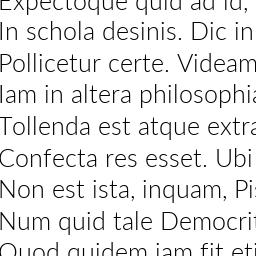 Expectoque quid ad id,
In schola desinis. Dic in
Pollicetur certe. Videam
Iam in altera philosophia
Tollenda est atque extra
Confecta res esset. Ubi
Non est ista, inquam, Pis
Num quid tale Democrit
Quod quidem iam fit eti